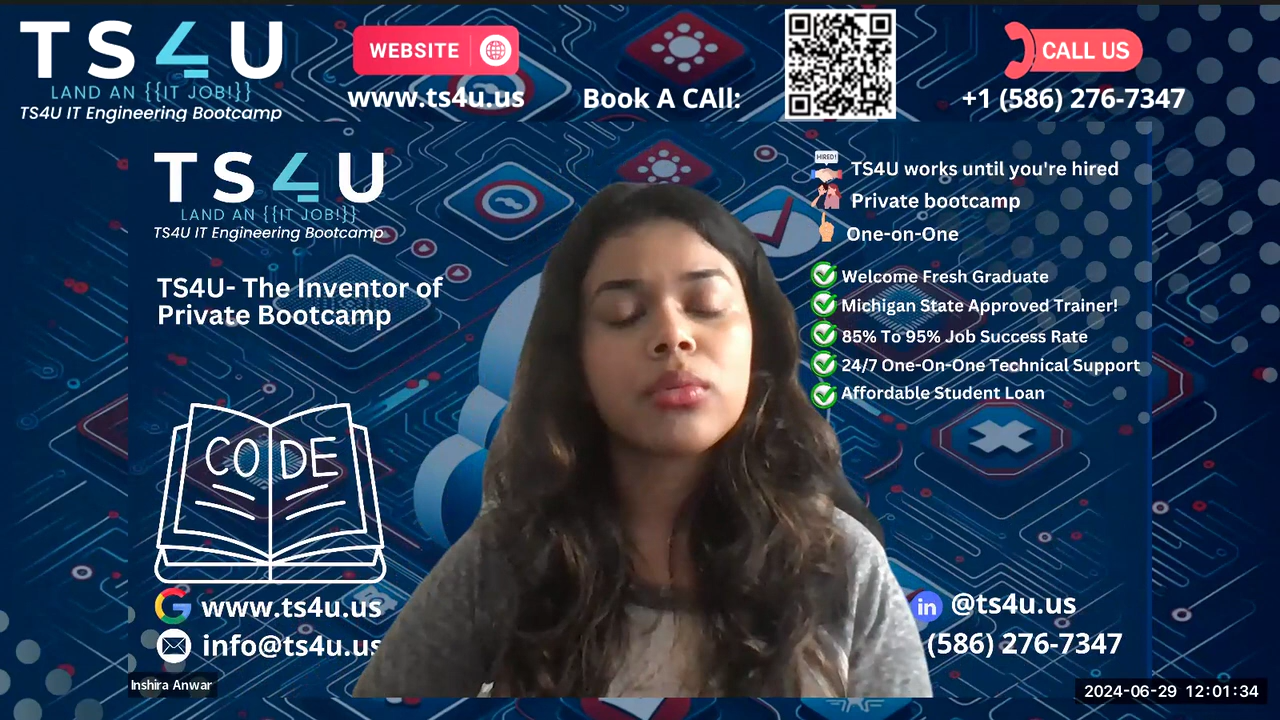 TS4U
LAND AN {{IT JOB!}}
TS4U IT Engineering Bootcamp
WEBSITE
www.ts4u.us
Book A CAll:
CALL US
+1 (586) 276-7347
TS4U
LAND AN {{IT JOB!}}
TS4U IT Engineering Bootcamp
TS4U- The Inventor of
Private Bootcamp
CODE
www.ts4u.us
info@ts4u.us
HIRED!
TS4U works until you're hired
Private bootcamp
One-on-One
Welcome Fresh Graduate
Michigan State Approved Trainer!
85% To 95% Job Success Rate
24/7 One-On-One Technical Support
Affordable Student Loan
in @ts4u.us
(586) 276-7347
Inshira Anwar
2024-06-29 12:01:34